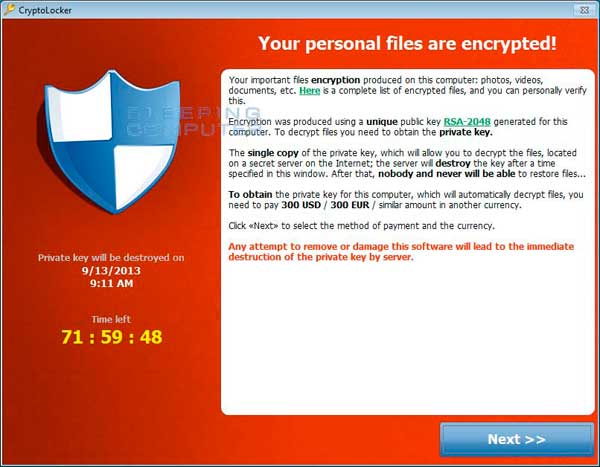 CryptoLocker
Your personal files are encrypted!
Your important files encryption produced on this computer: photos, videos,
documents, etc. Here is a complete list of encrypted files, and you can personally verify
this.
Encryption was produced using a unique public key RSA-2048 generated for this
computer. To decrypt files you need to obtain the private key.
The single copy of the private key, which will allow you to decrypt the files, located
on a secret server on the Internet; the server will destroy the key after a time
specified in this window. After that, nobody and never will be able to restore files...
To obtain the private key for this computer, which will automatically decrypt files, you
need to pay 300 USD / 300 EUR / similar amount in another currency.
Click «Next» to select the method of payment and the currency.
Any attempt to remove or damage this software will lead to the immediate
destruction of the private key by server.
BLEEPING
COMPUTER
Private key will be destroyed on
9/13/2013
9:11 AM
Time left
71 : 59 : 48
Next >>